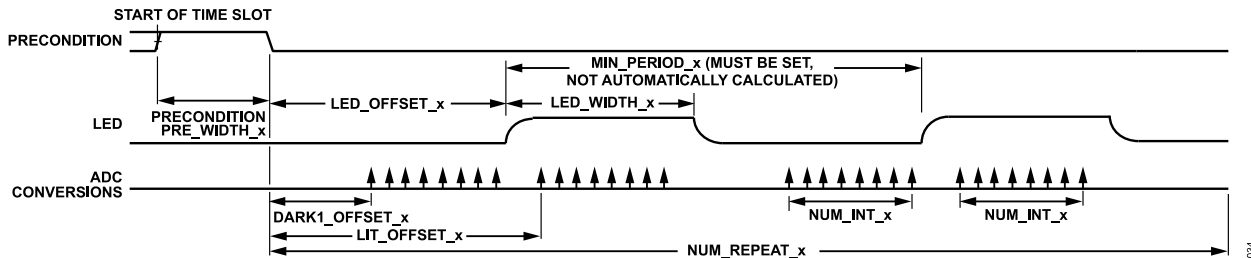 START OF TIME SLOT
PRECONDITION
MIN_PERIOD_x (MUST BE SET,
NOT AUTOMATICALLY CALCULATED)
LED_OFFSET_x
LED_WIDTH_x
PRECONDITION
PRE_WIDTH_x
LED
ADC
CONVERSIONS
DARK1_OFFSET_x
NUM_INT_x
NUM_INT_x
LIT_OFFSET_x
NUM_REPEAT_x
034